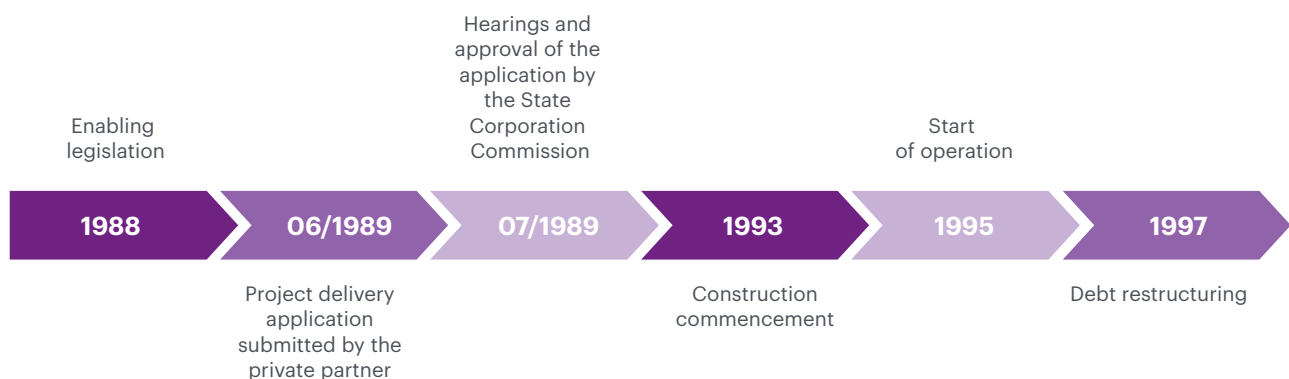 Hearings and
approval of the
application by
the State
Corporation
Commission
Enabling
legislation
Start
of operation
1988
06/1989
07/1989
1993
1995
1997
Project delivery
application
submitted by the
private partner
Construction
commencement
Debt restructuring